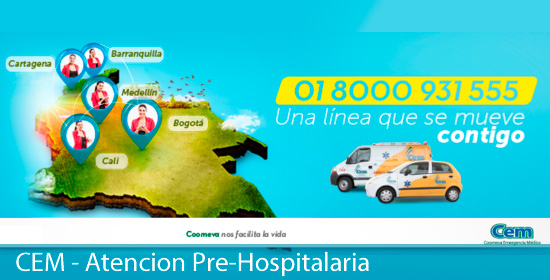 Barranquilla
Cartagena
Medellín
Bogotá
Cali
01 8000 931 555
Una línea que se mueve
contigo
Coomeva nos facilita la vida
Cem
Coomeva Emergencia Médica
CEM - Atencion Pre-Hospitalaria